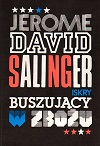 JEROME
DAVID
SALINGER
ISKRY
BUSZUJĄCY
W ZBOŻU